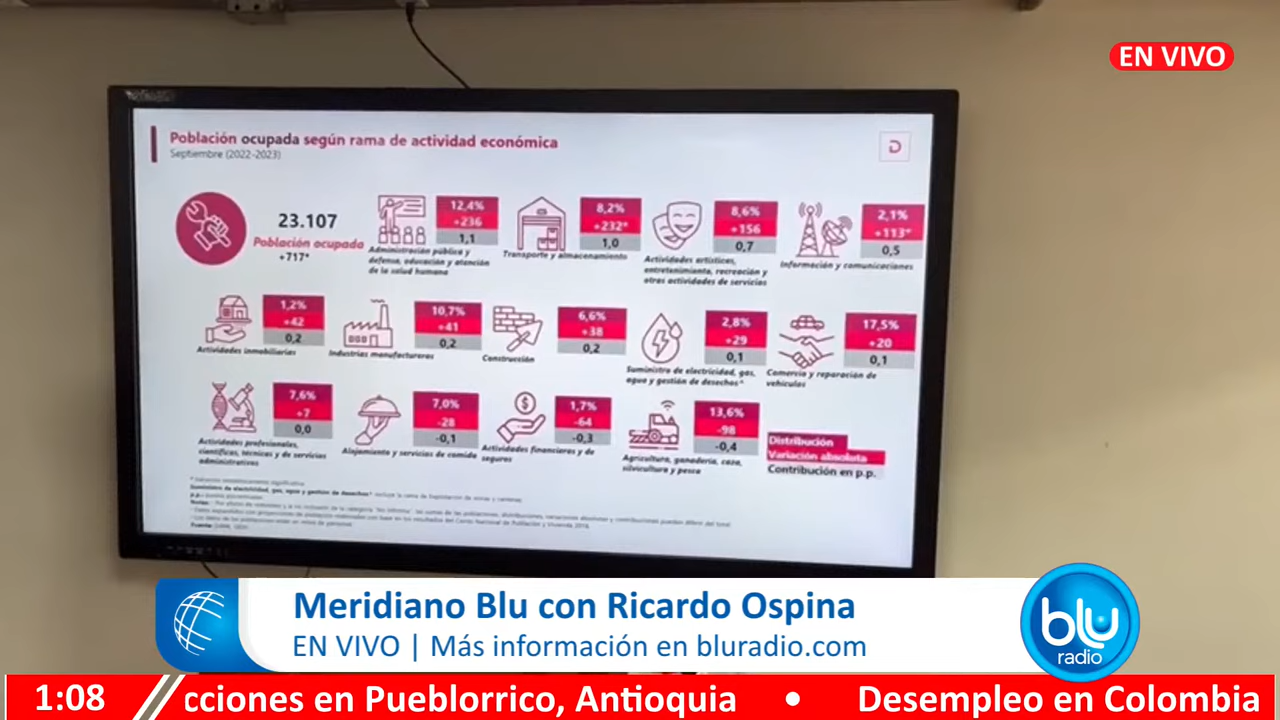 EN VIVO
Población ocupada según rama de actividad económica
Septiembre (2022-2023)
D
23.107
Población ocupada
+717*
12,4%
+236
1,1
Administración pública y
defensa, educación y atención
de la salud humana
8,2%
+232*
1,0
Transporte y almacenamiento
8,6%
+156
0,7
Actividades artísticas,
entretenimiento, recreación y
otras actividades de servicios
2,1%
+113*
0,5
Información y comunicaciones
1,2%
+42
0,2
Actividades inmobiliarias
10,7%
+41
0,2
Industrias manufactureras
6,6%
+38
0,2
Construcción
2,8%
+29
0,1
Suministro de electricidad, gas,
agua y gestión de desechos^
17,5%
+20
0,1
Comercio y reparación de
vehículos
7,6%
+7
0,0
Actividades profesionales,
científicas, técnicas y de servicios
administrativos
7,0%
-28
-0,1
Alojamiento y servicios de comida
1,7%
-64
-0,3
Actividades financieras y de
seguros
13,6%
-98
-0,4
Agricultura, ganadería, caza,
silvicultura y pesca
Distribución
Variación absoluta
Contribución en p.p.
Meridiano Blu con Ricardo Ospina
EN VIVO | Más información en bluradio.com
blu
radio
1:08
cciones en Pueblorrico, Antioquia • Desempleo en Colombia